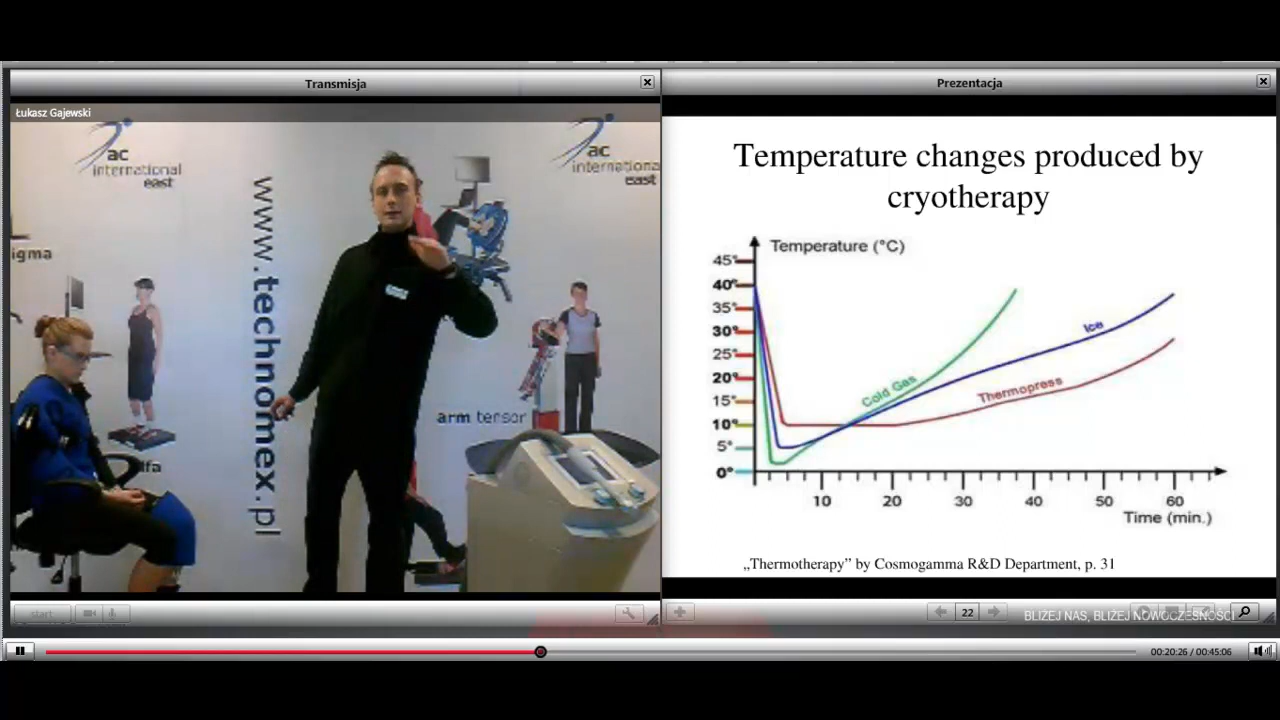 Transmisja
Łukasz Gajewski
ac
international
east
ac
internationa
east
igma
www.technomex.pl
lfa
arm tensor
start
Prezentacja
Temperature changes produced by
cryotherapy
Temperature (°C)
45°
40°
35°
30°
25°
20°
15°
10°
5°
0°
Cold Gas
Ice
Thermopress
10 20 30 40 50 60
Time (min.)
„Thermotherapy” by Cosmogamma R&D Department, p. 31
22
BLIŻEJ NAS, BLIŻEJ NOWOCZESNOŚCI
00:20:26 / 00:45:06